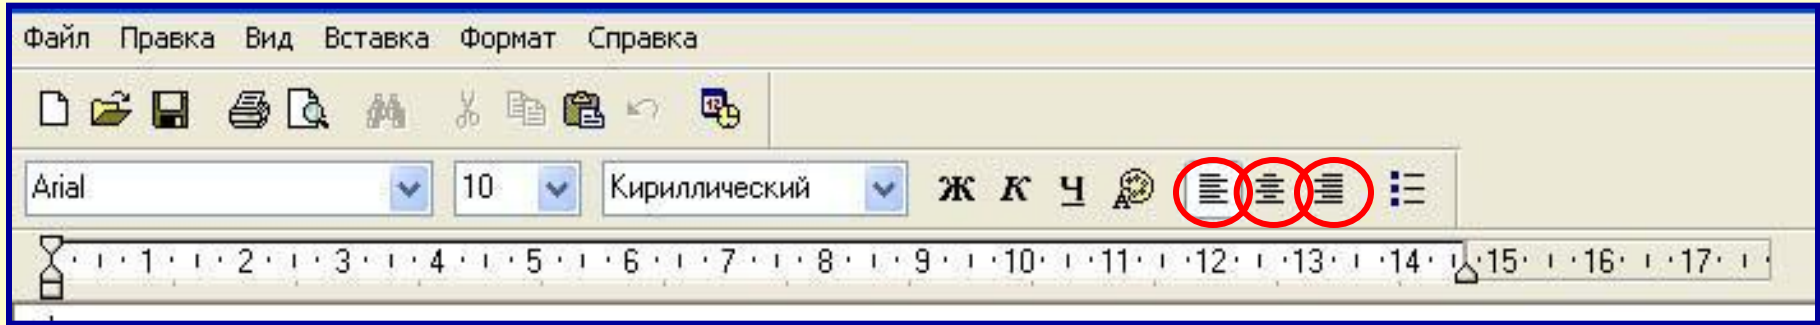 Файл Правка Вид Вставка Формат Справка
12
Arial 10 Кириллический Ж К Ч A
1 2 3 4 5 6 7 8 9 10 11 12 13 14 15 16 17